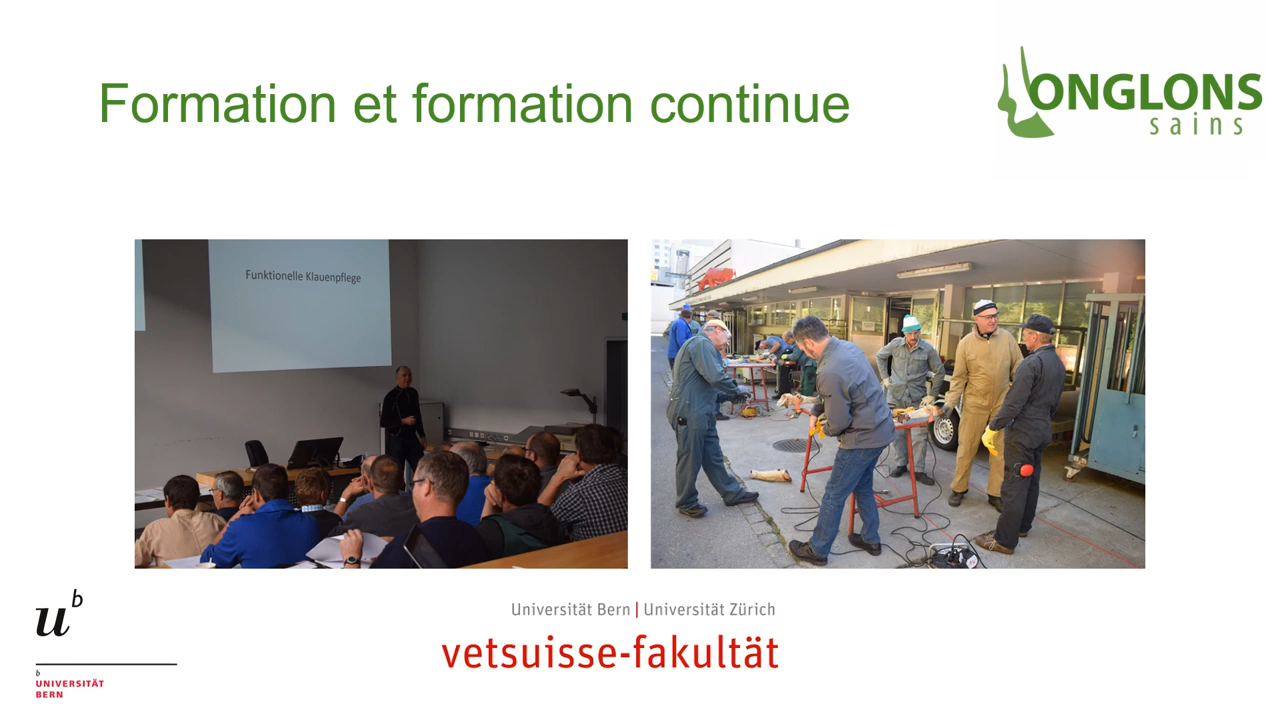 Formation et formation continue
ONGLONS
sains
Funktionelle Klauenpflege
u^b
Universität Bern | Universität Zürich
vetsuisse-fakultät
b
UNIVERSITÄT
BERN